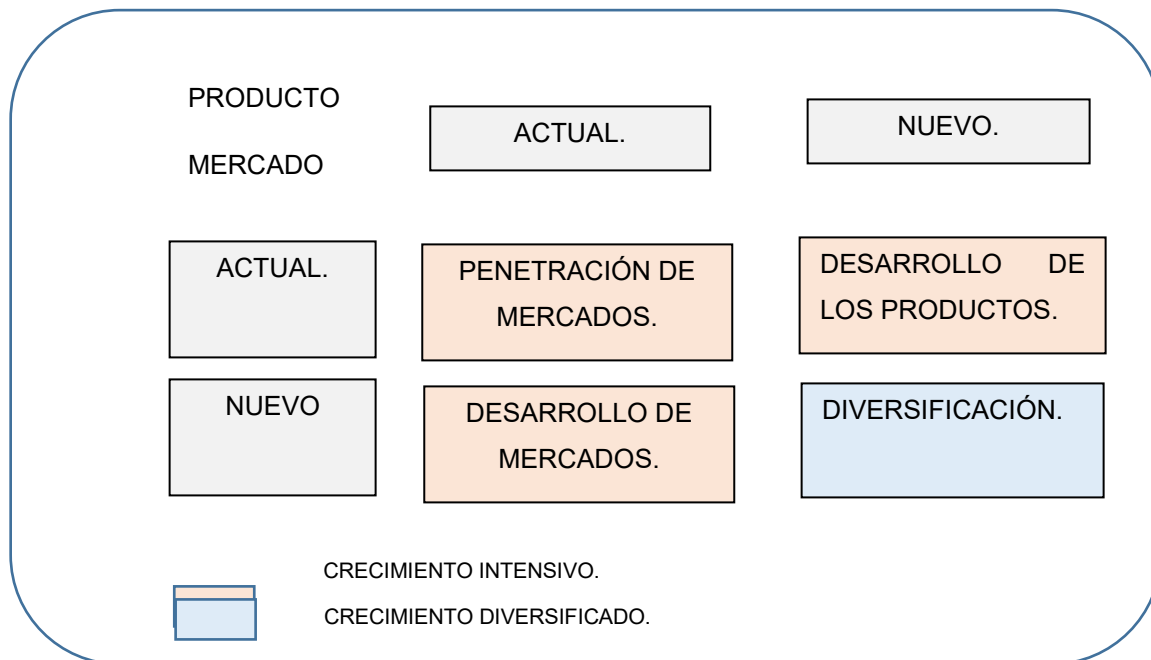 PRODUCTO
MERCADO
ACTUAL.
NUEVO.
ACTUAL.
PENETRACIÓN DE
MERCADOS.
DESARROLLO DE
LOS PRODUCTOS.
NUEVO
DESARROLLO DE
MERCADOS.
DIVERSIFICACIÓN.
CRECIMIENTO INTENSIVO.
CRECIMIENTO DIVERSIFICADO.